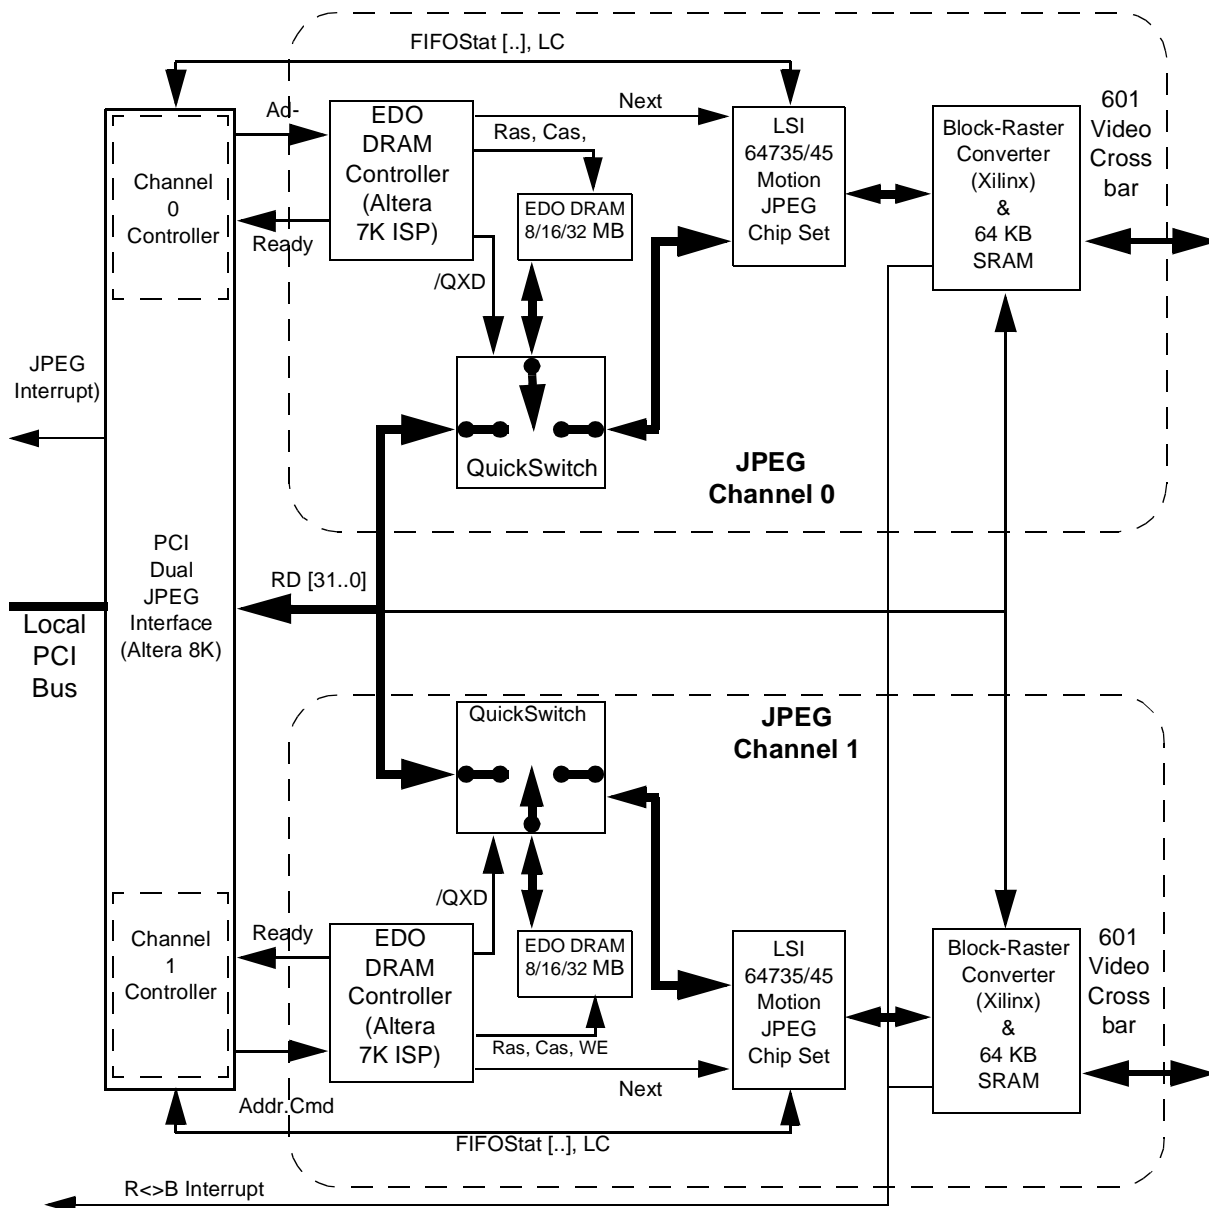 FIFOStat [..], LC
Ad-
EDO
DRAM
Controller
(Altera
7K ISP)
Next
Ras, Cas,
LSI
64735/45
Motion
JPEG
Chip Set
Block-Raster
Converter
(Xilinx)
&
64 KB
SRAM
601
Video
Cross
bar
Channel
0
Controller
Ready
EDO DRAM
8/16/32 MB
/QXD
JPEG
Interrupt)
QuickSwitch
JPEG
Channel 0
PCI
Dual
JPEG
Interface
(Altera 8K)
RD [31..0]
Local
PCI
Bus
QuickSwitch
JPEG
Channel 1
/QXD
Channel
1
Controller
Ready
EDO
DRAM
Controller
(Altera
7K ISP)
EDO DRAM
8/16/32 MB
LSI
64735/45
Motion
JPEG
Chip Set
Block-Raster
Converter
(Xilinx)
&
64 KB
SRAM
601
Video
Cross
bar
Ras, Cas, WE
Next
Addr.Cmd
FIFOStat [..], LC
R<>B Interrupt